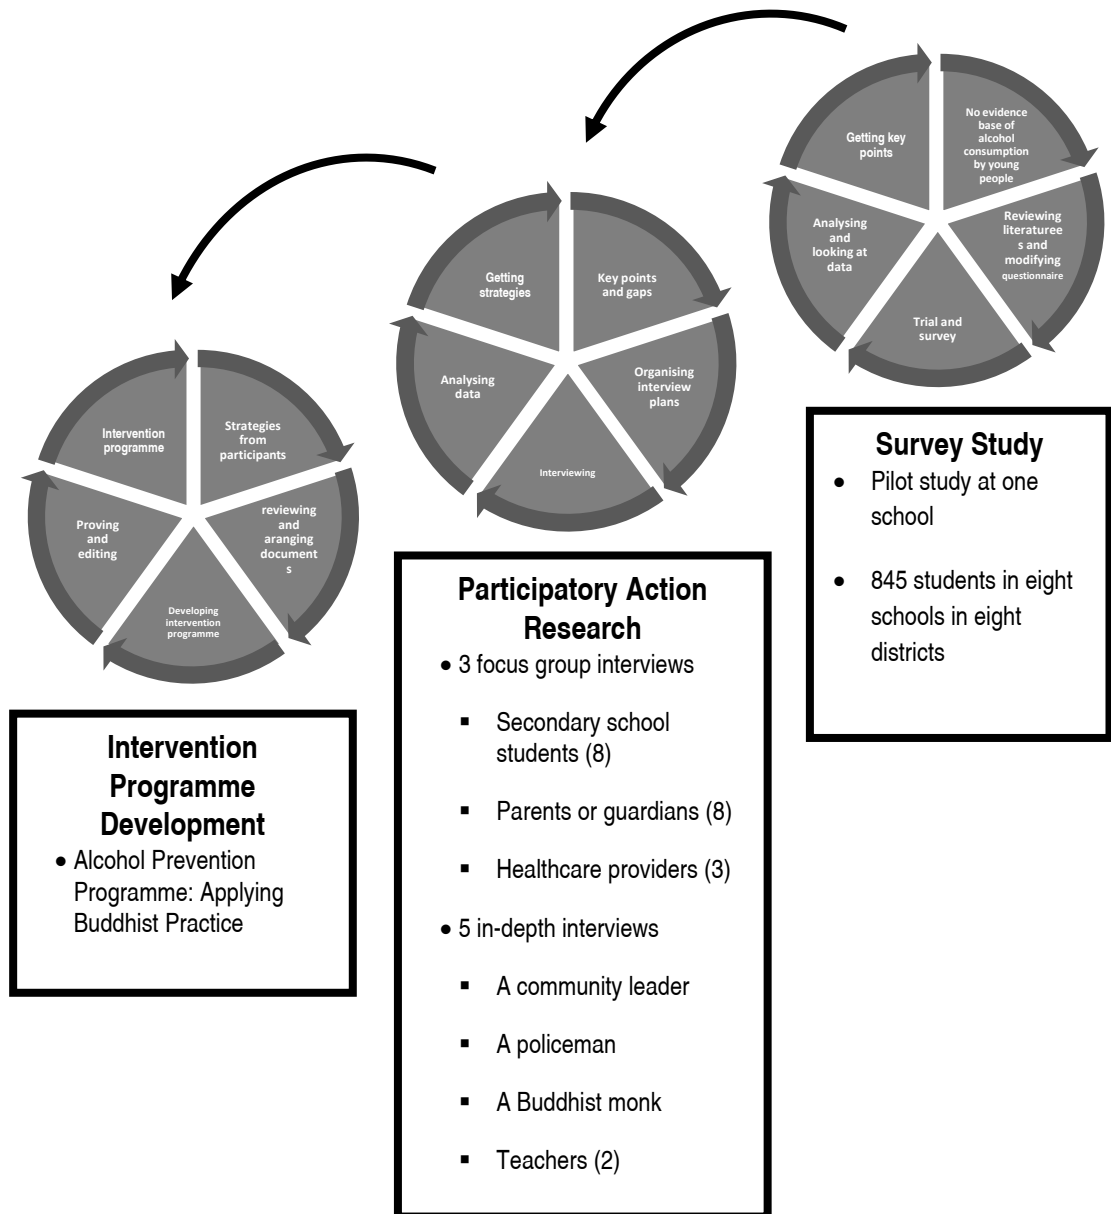 No evidence
base of
alcohol
consumption
by young
people
Reviewing
literaturee
s and
modifying
questionnaire
Trial and
survey
Analysing
and
looking at
data
Getting key
points
Survey Study
• Pilot study at one
school
• 845 students in eight
schools in eight
districts
Key points
and gaps
Organising
interview
plans
Interviewing
Analysing
data
Getting
strategies
Participatory Action
Research
• 3 focus group interviews
▪ Secondary school
students (8)
▪ Parents or guardians (8)
▪ Healthcare providers (3)
• 5 in-depth interviews
▪ A community leader
▪ A policeman
▪ A Buddhist monk
▪ Teachers (2)
Strategies
from
participants
reviewing
and
aranging
document
s
Developing
intervention
programme
Proving
and
editing
Intervention
programme
Intervention
Programme
Development
• Alcohol Prevention
Programme: Applying
Buddhist Practice